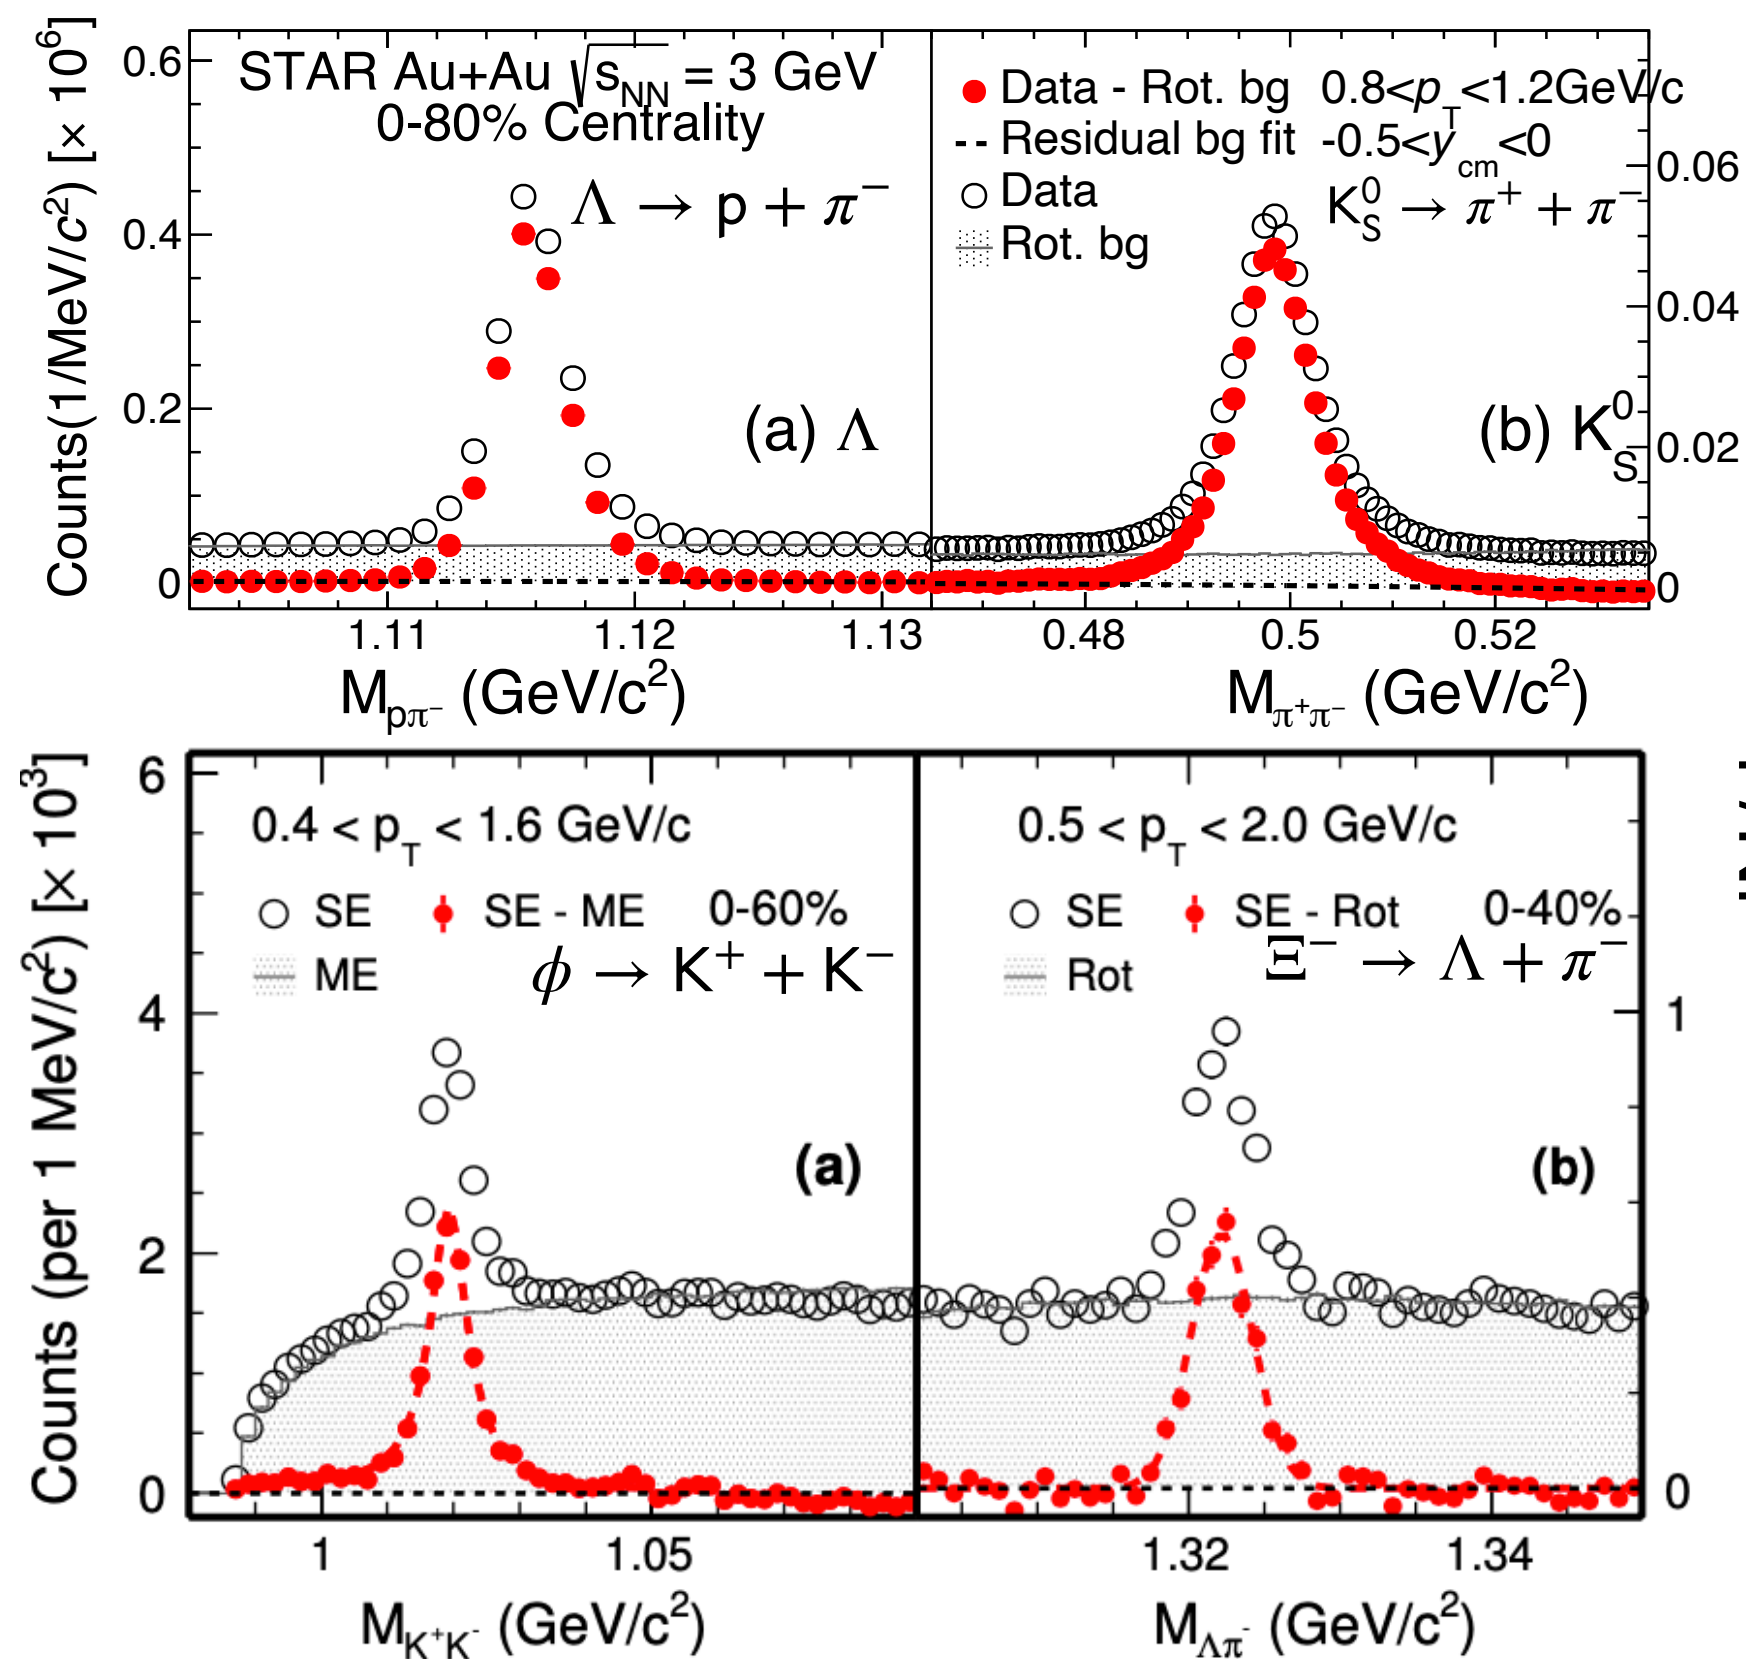 Counts(1/MeV/c²) [× 10⁶]
0.6
0.4
0.2
0
STAR Au+Au √s_NN = 3 GeV
0-80% Centrality
Λ → p + π⁻
(a) Λ
1.11 1.12 1.13
M_pπ⁻ (GeV/c²)
Data - Rot. bg 0.8<p_T<1.2GeV/c
Residual bg fit -0.5<y_cm<0
Data
K⁰_S → π⁺ + π⁻
Rot. bg
(b) K⁰_S
0.06
0.04
0.02
0
0.48 0.5 0.52
M_π⁺π⁻ (GeV/c²)
Counts (per 1 MeV/c²) [× 10³]
6
4
2
0
0.4 < p_T < 1.6 GeV/c
SE SE - ME 0-60%
ME
ϕ → K⁺ + K⁻
(a)
1 1.05
M_K⁺K⁻ (GeV/c²)
0.5 < p_T < 2.0 GeV/c
SE SE - Rot 0-40%
Rot
Ξ⁻ → Λ + π⁻
(b)
1
0
1.32 1.34
M_Λπ⁻ (GeV/c²)